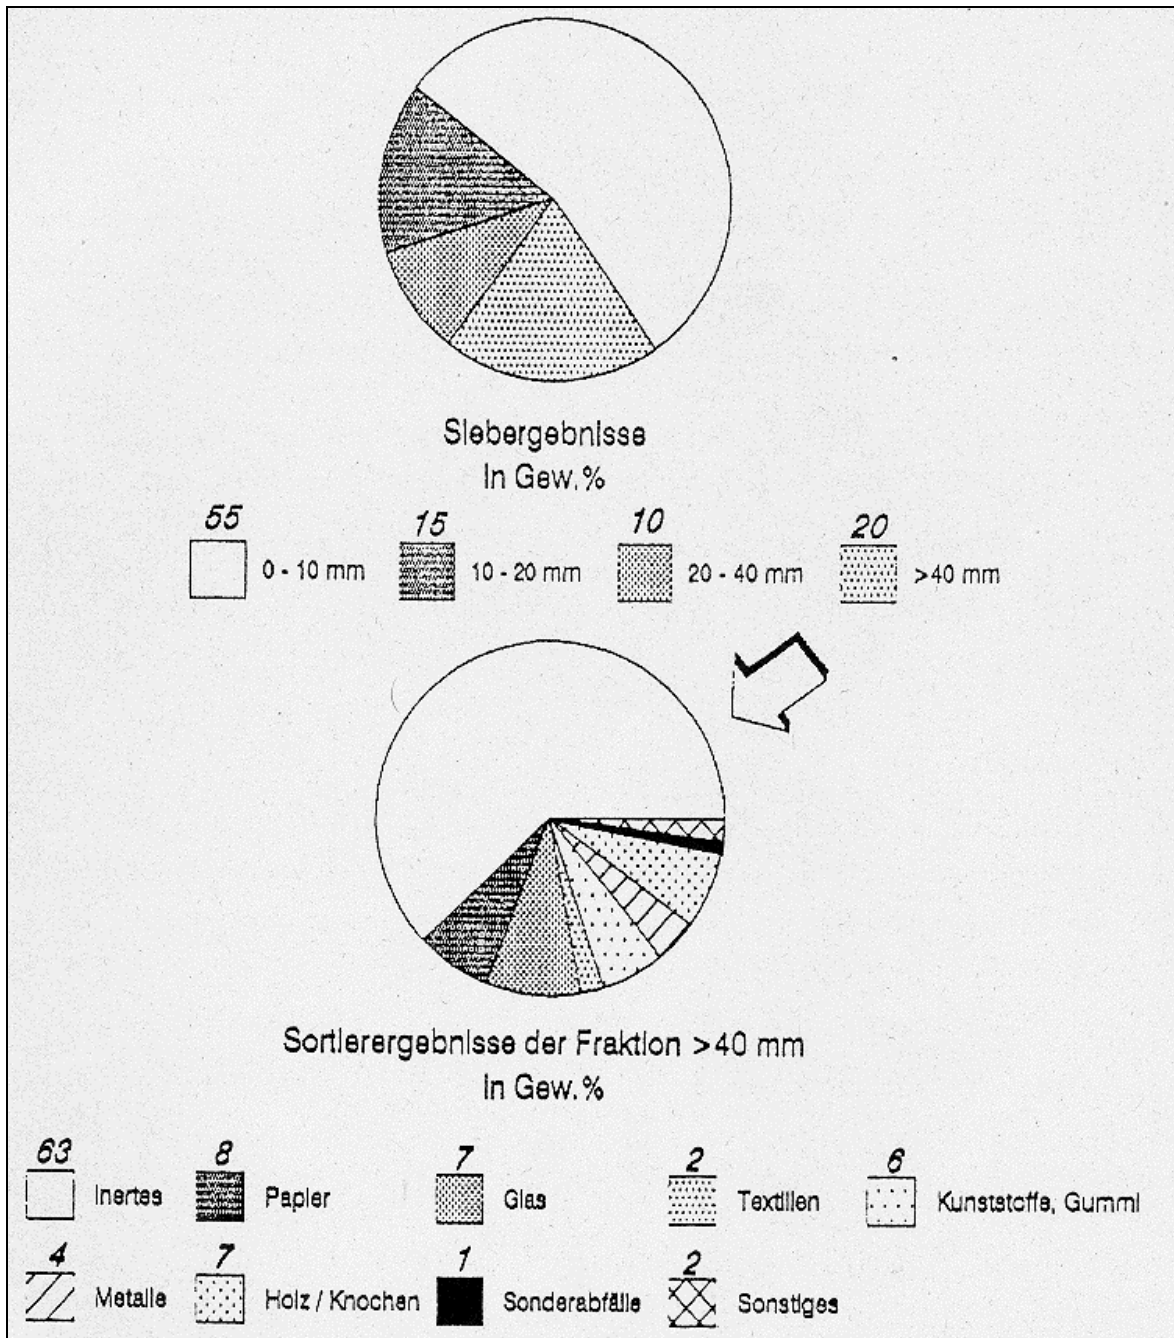 Siebergebnisse
in Gew.%
55 15 10 20
0 - 10 mm 10 - 20 mm 20 - 40 mm >40 mm
Sortierergebnisse der Fraktion >40 mm
in Gew.%
63 8 7 2 6
Inertes Papier Glas Textilien Kunststoffe, Gummi
4 7 1 2
Metalle Holz / Knochen Sonderabfälle Sonstiges